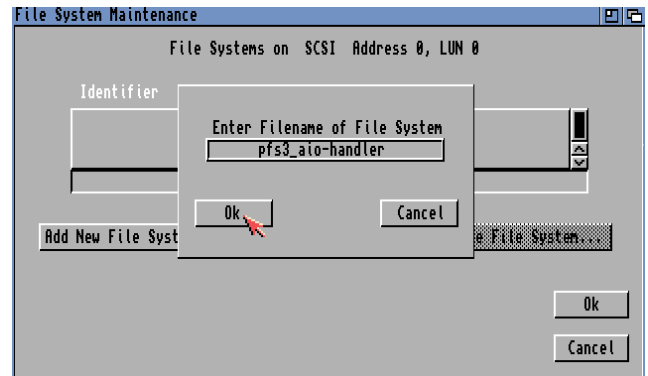 File System Maintenance
File Systems on SCSI Address 0, LUN 0
Identifier
Enter Filename of File System
pfs3_aio-handler
Ok
Cancel
Add New File Syst
e File System...
Ok
Cancel